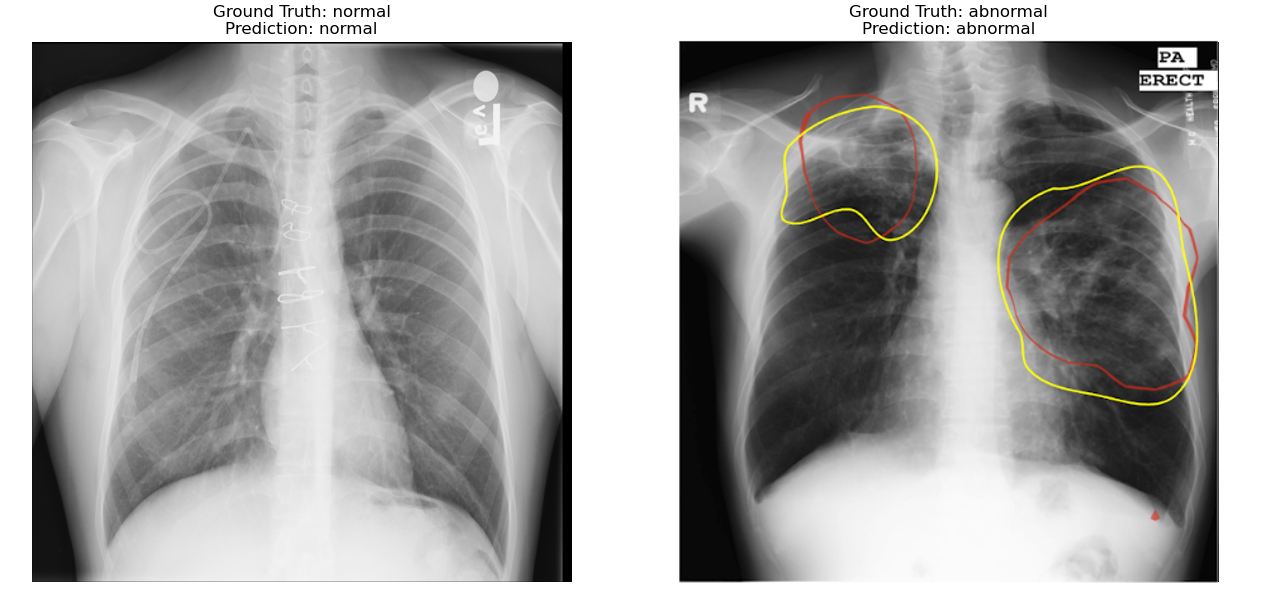 Ground Truth: normal
Prediction: normal
Ground Truth: abnormal
Prediction: abnormal
PA
ERECT
R